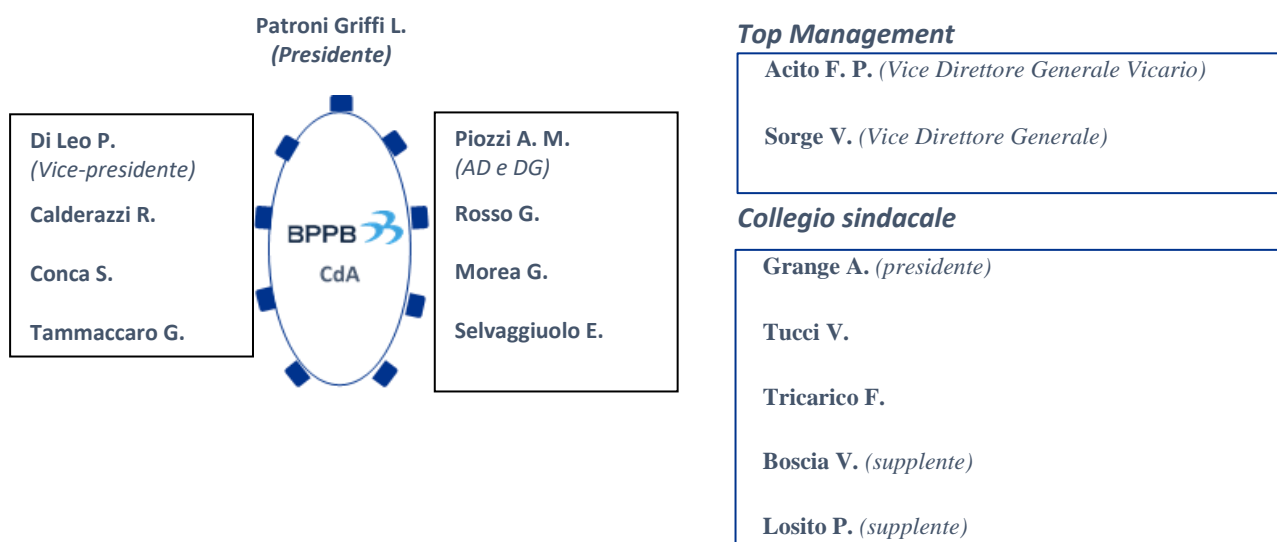 Patroni Griffi L.
(Presidente)
Di Leo P.
(Vice-presidente)
Calderazzi R.
Conca S.
Tammaccaro G.
BPPB
CdA
Piozzi A. M.
(AD e DG)
Rosso G.
Morea G.
Selvaggiuolo E.
Top Management
Acito F. P. (Vice Direttore Generale Vicario)
Sorge V. (Vice Direttore Generale)
Collegio sindacale
Grange A. (presidente)
Tucci V.
Tricarico F.
Boscia V. (supplente)
Losito P. (supplente)